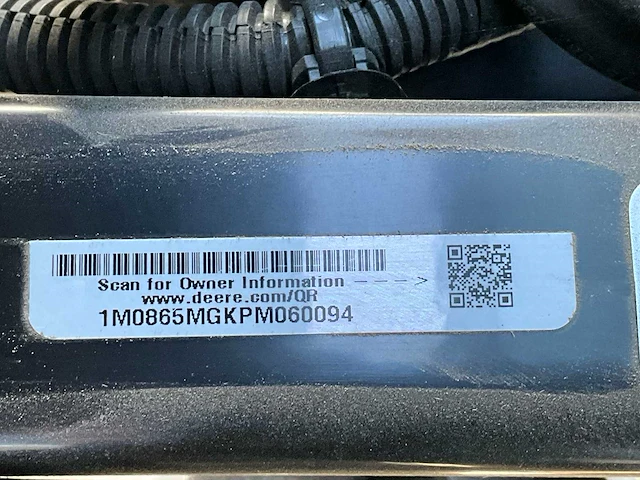 Scan for Owner Information ---->
www.deere.com/QR
1M0865MGKPM060094